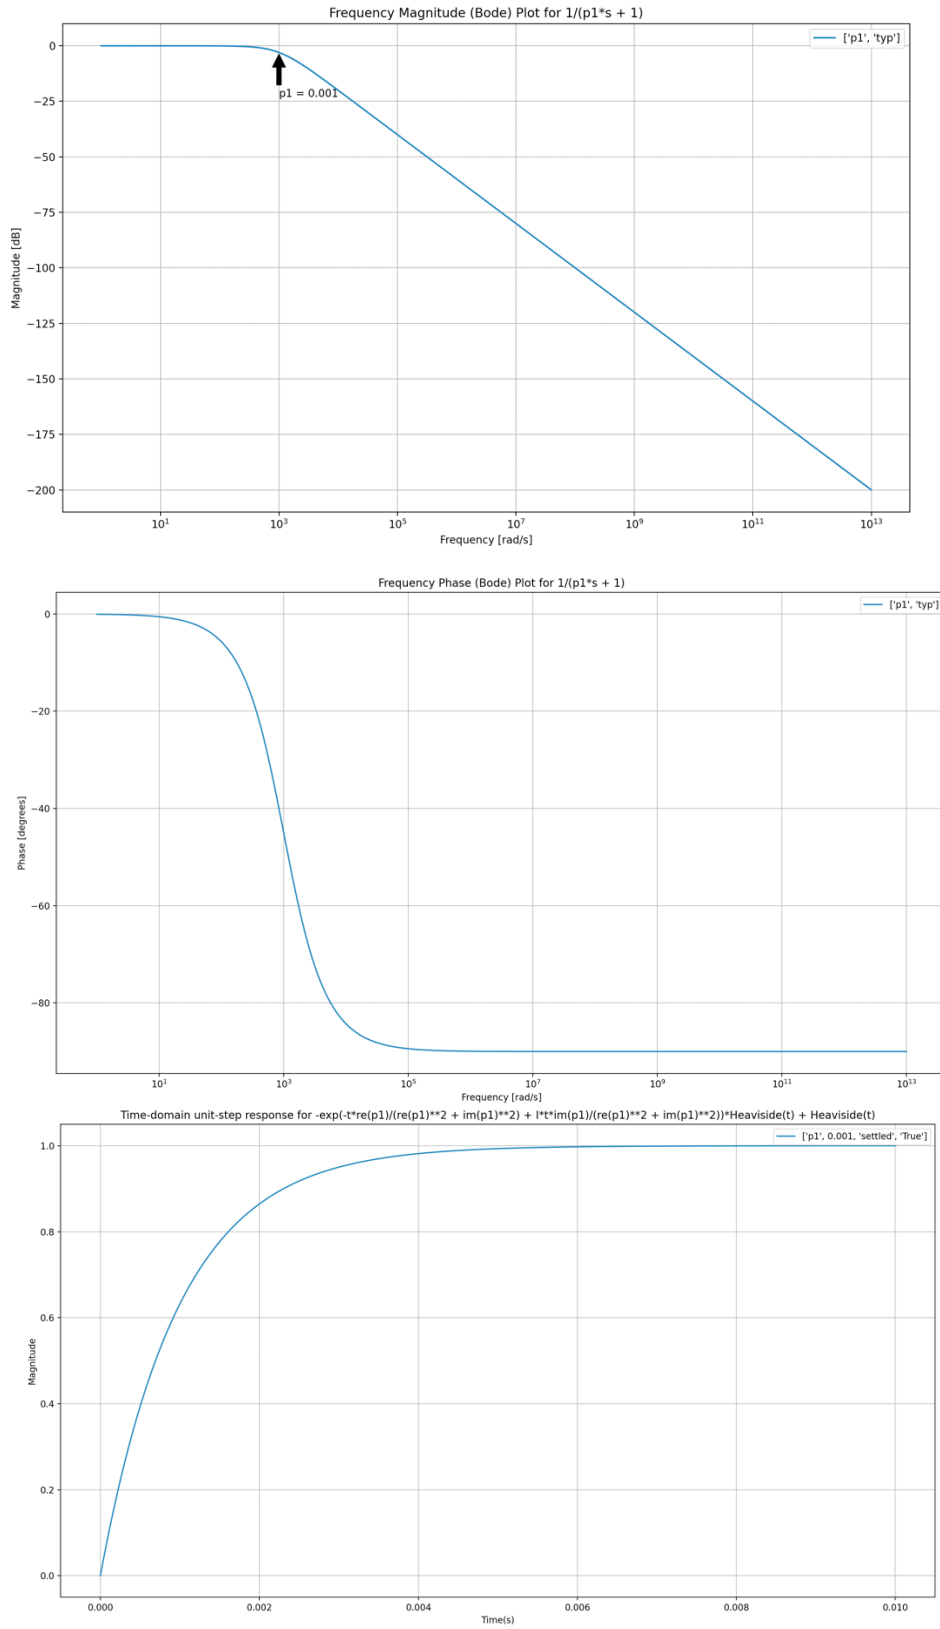 Frequency Magnitude (Bode) Plot for 1/(p1*s + 1)
['p1', 'typ']
0
p1 = 0.001
−25
−50
−75
−100
−125
−150
−175
−200
Magnitude [dB]
10¹ 10³ 10⁵ 10⁷ 10⁹ 10¹¹ 10¹³
Frequency [rad/s]
Frequency Phase (Bode) Plot for 1/(p1*s + 1)
['p1', 'typ']
0
−20
−40
−60
−80
Phase [degrees]
10¹ 10³ 10⁵ 10⁷ 10⁹ 10¹¹ 10¹³
Frequency [rad/s]
Time-domain unit-step response for -exp(-t*re(p1)/(re(p1)**2 + im(p1)**2) + I*t*im(p1)/(re(p1)**2 + im(p1)**2))*Heaviside(t) + Heaviside(t)
['p1', 0.001, 'settled', 'True']
1.0
0.8
0.6
0.4
0.2
0.0
Magnitude
0.000 0.002 0.004 0.006 0.008 0.010
Time(s)